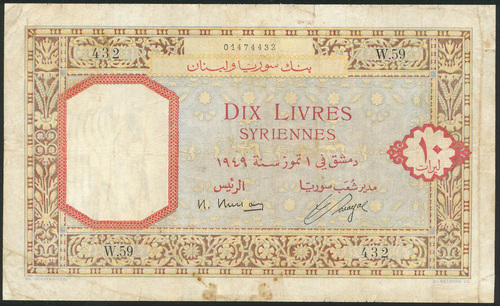 01474432
432 W.59
بنك سوريا ولبنان
DIX LIVRES
SYRIENNES
دمشق في ١ تموز سنة ١٩٤٩
١٠
ليرات
مدير شعب سوريا الرئيس
W.59 432